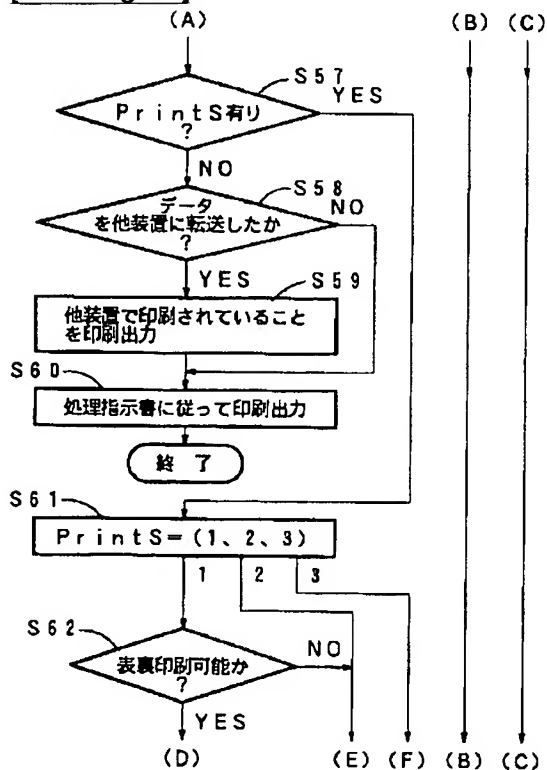 (A) (B) (C)
S57
PrintS有り
?
YES
NO
S58
データ
を他装置に転送したか
?
NO
YES
S59
他装置で印刷されていること
を印刷出力
S60
処理指示書に従って印刷出力
終 了
S61
PrintS=(1、2、3)
1 2 3
S62
表裏印刷可能か
?
NO
YES
(D) (E) (F) (B) (C)